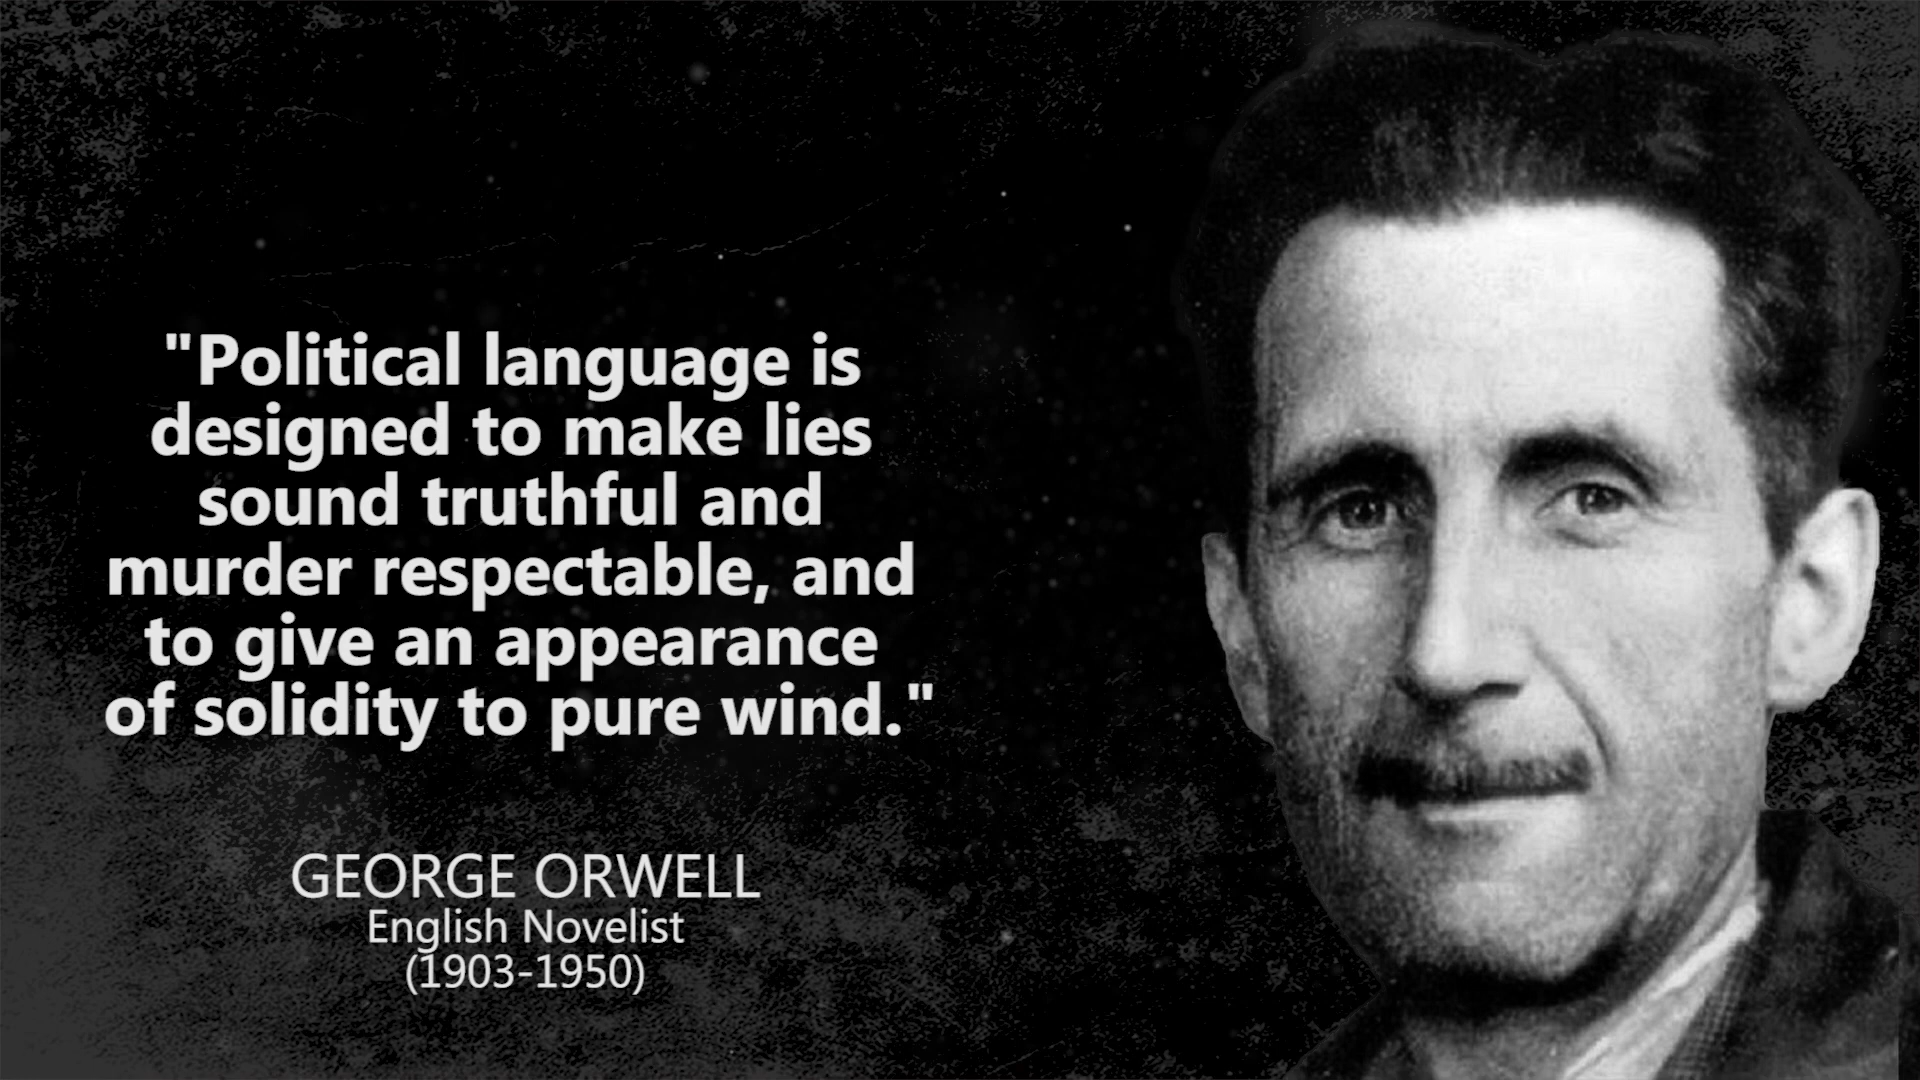 "Political language is
designed to make lies
sound truthful and
murder respectable, and
to give an appearance
of solidity to pure wind."
GEORGE ORWELL
English Novelist
(1903-1950)